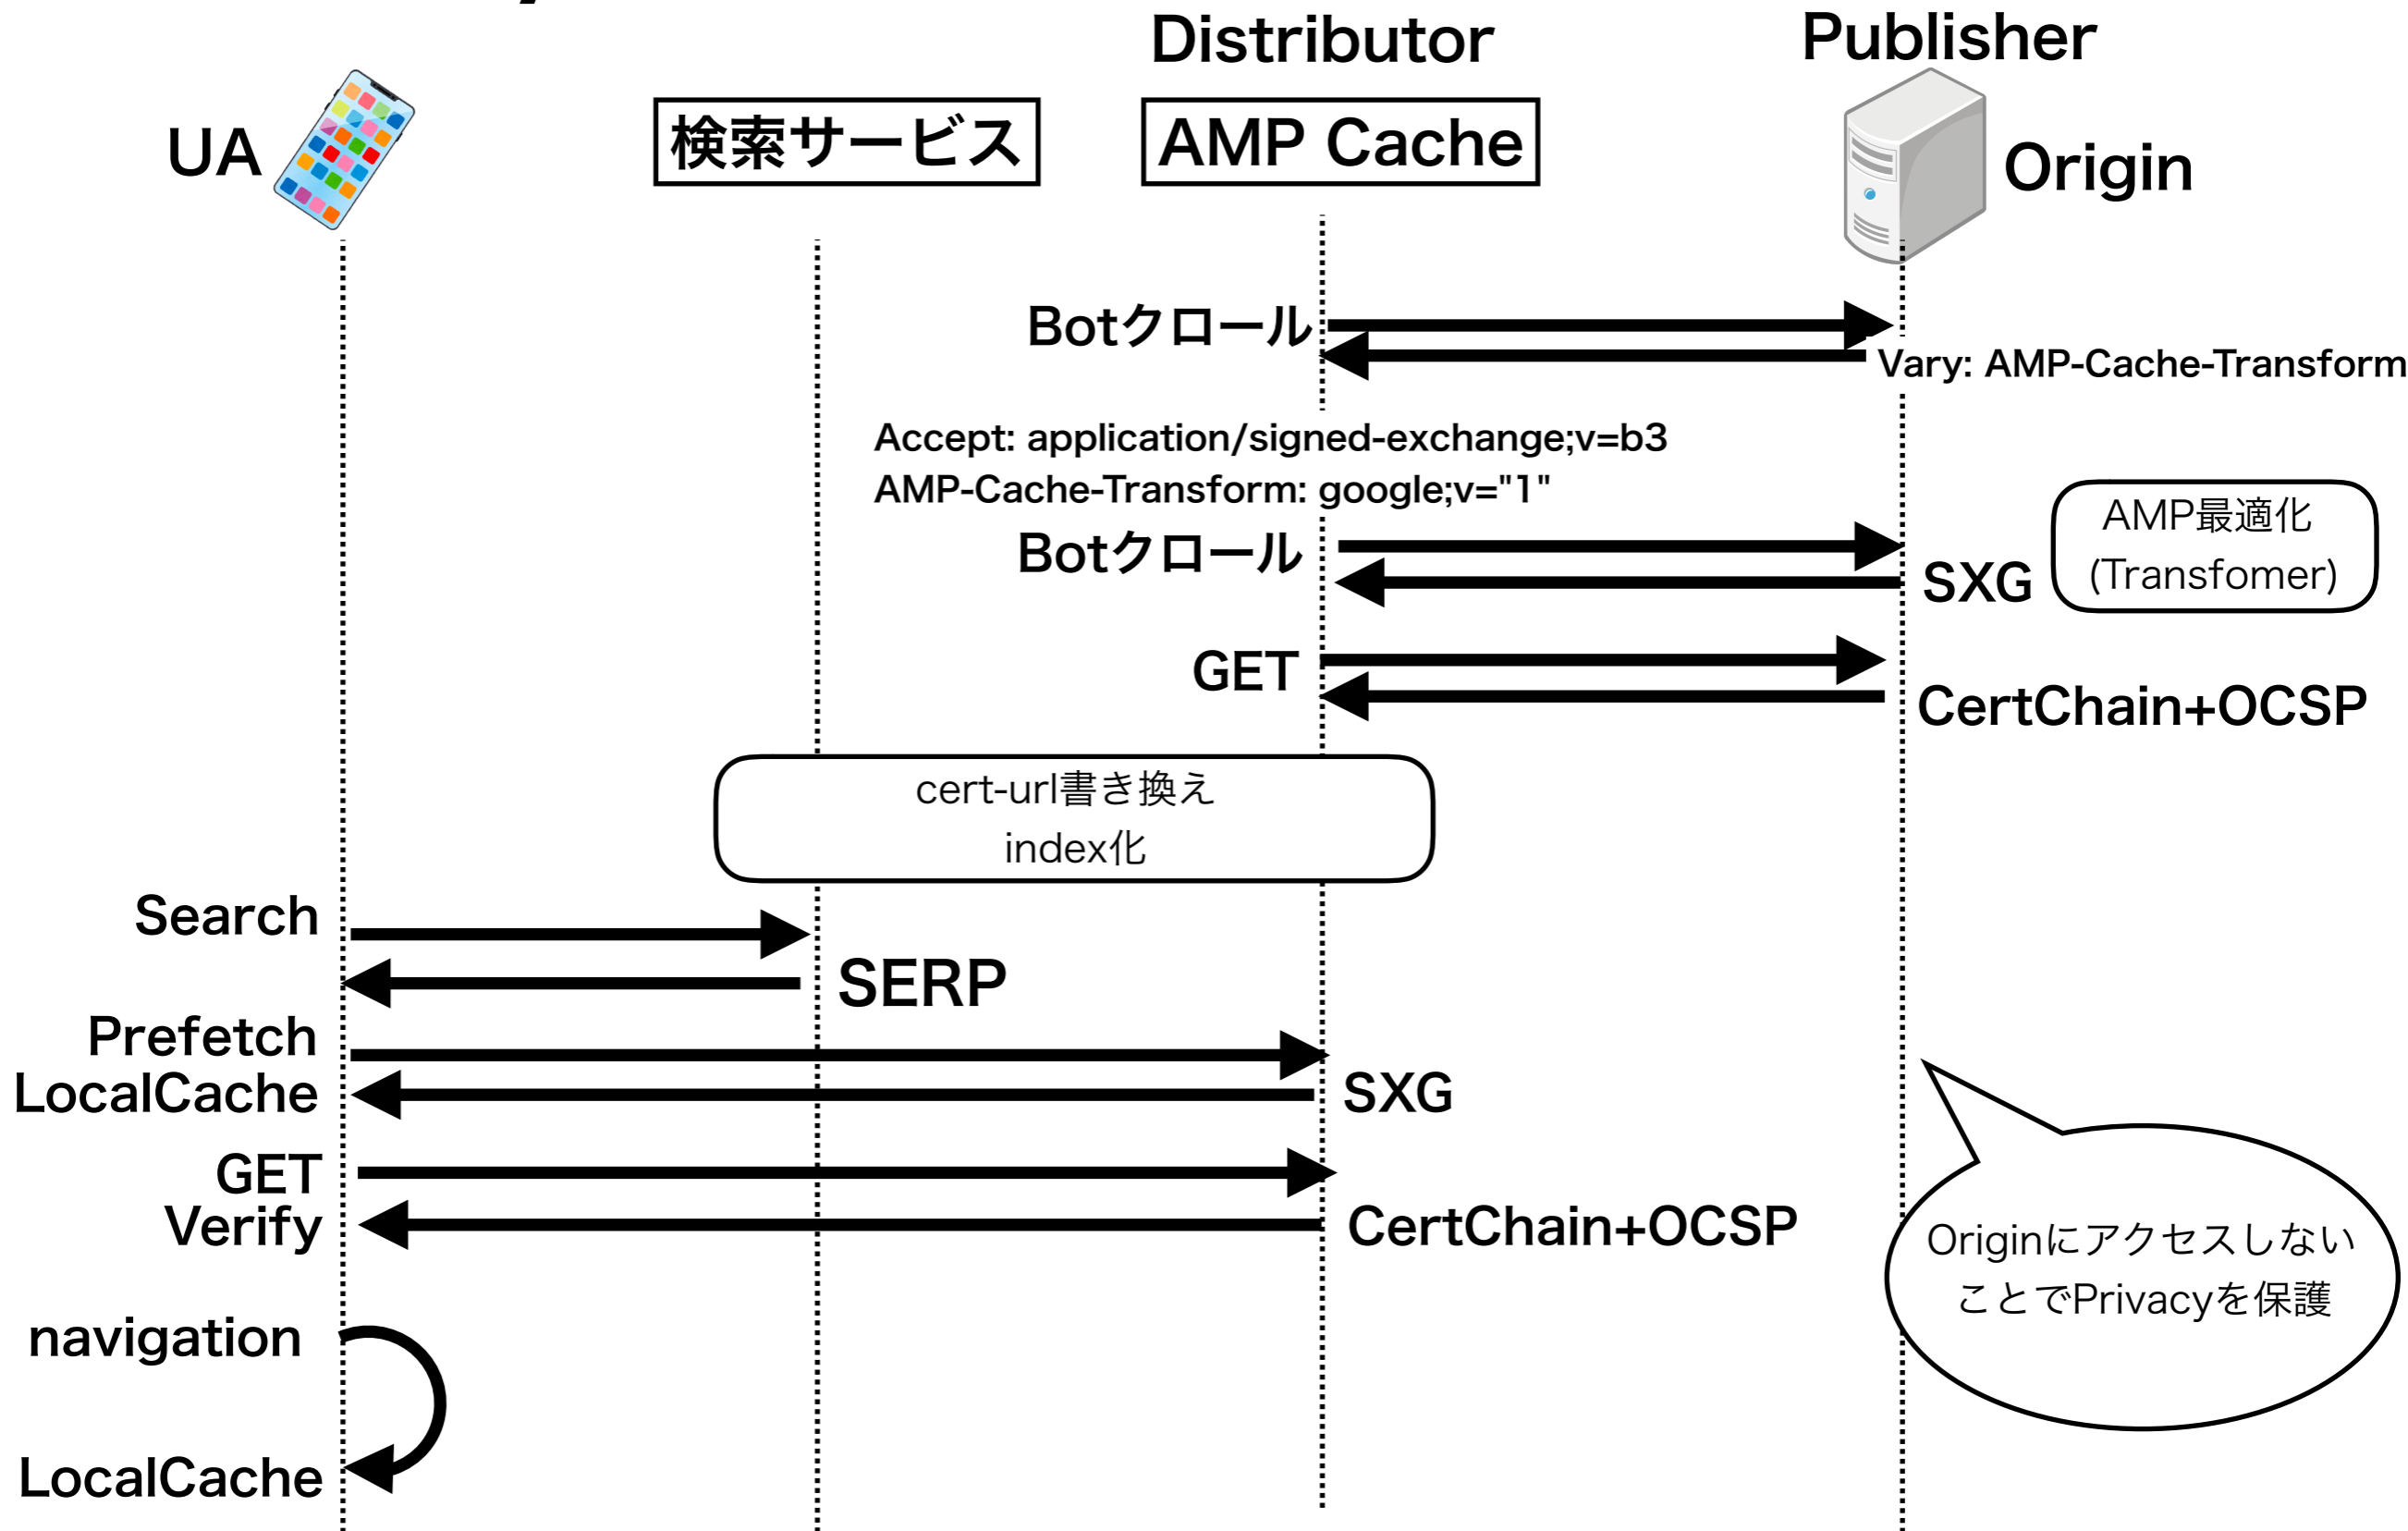 Distributor
Publisher
UA
検索サービス
AMP Cache
Origin
Botクロール
Vary: AMP-Cache-Transform
Accept: application/signed-exchange;v=b3
AMP-Cache-Transform: google;v="1"
Botクロール
SXG
AMP最適化
(Transfomer)
GET
CertChain+OCSP
cert-url書き換え
index化
Search
SERP
Prefetch
LocalCache
SXG
GET
Verify
CertChain+OCSP
Originにアクセスしない
ことでPrivacyを保護
navigation
LocalCache